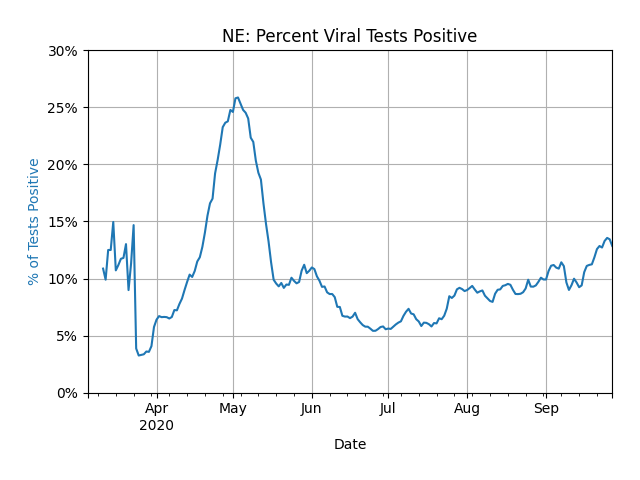 NE: Percent Viral Tests Positive
30%
25%
20%
15%
10%
5%
0%
% of Tests Positive
Apr May Jun Jul Aug Sep
2020
Date